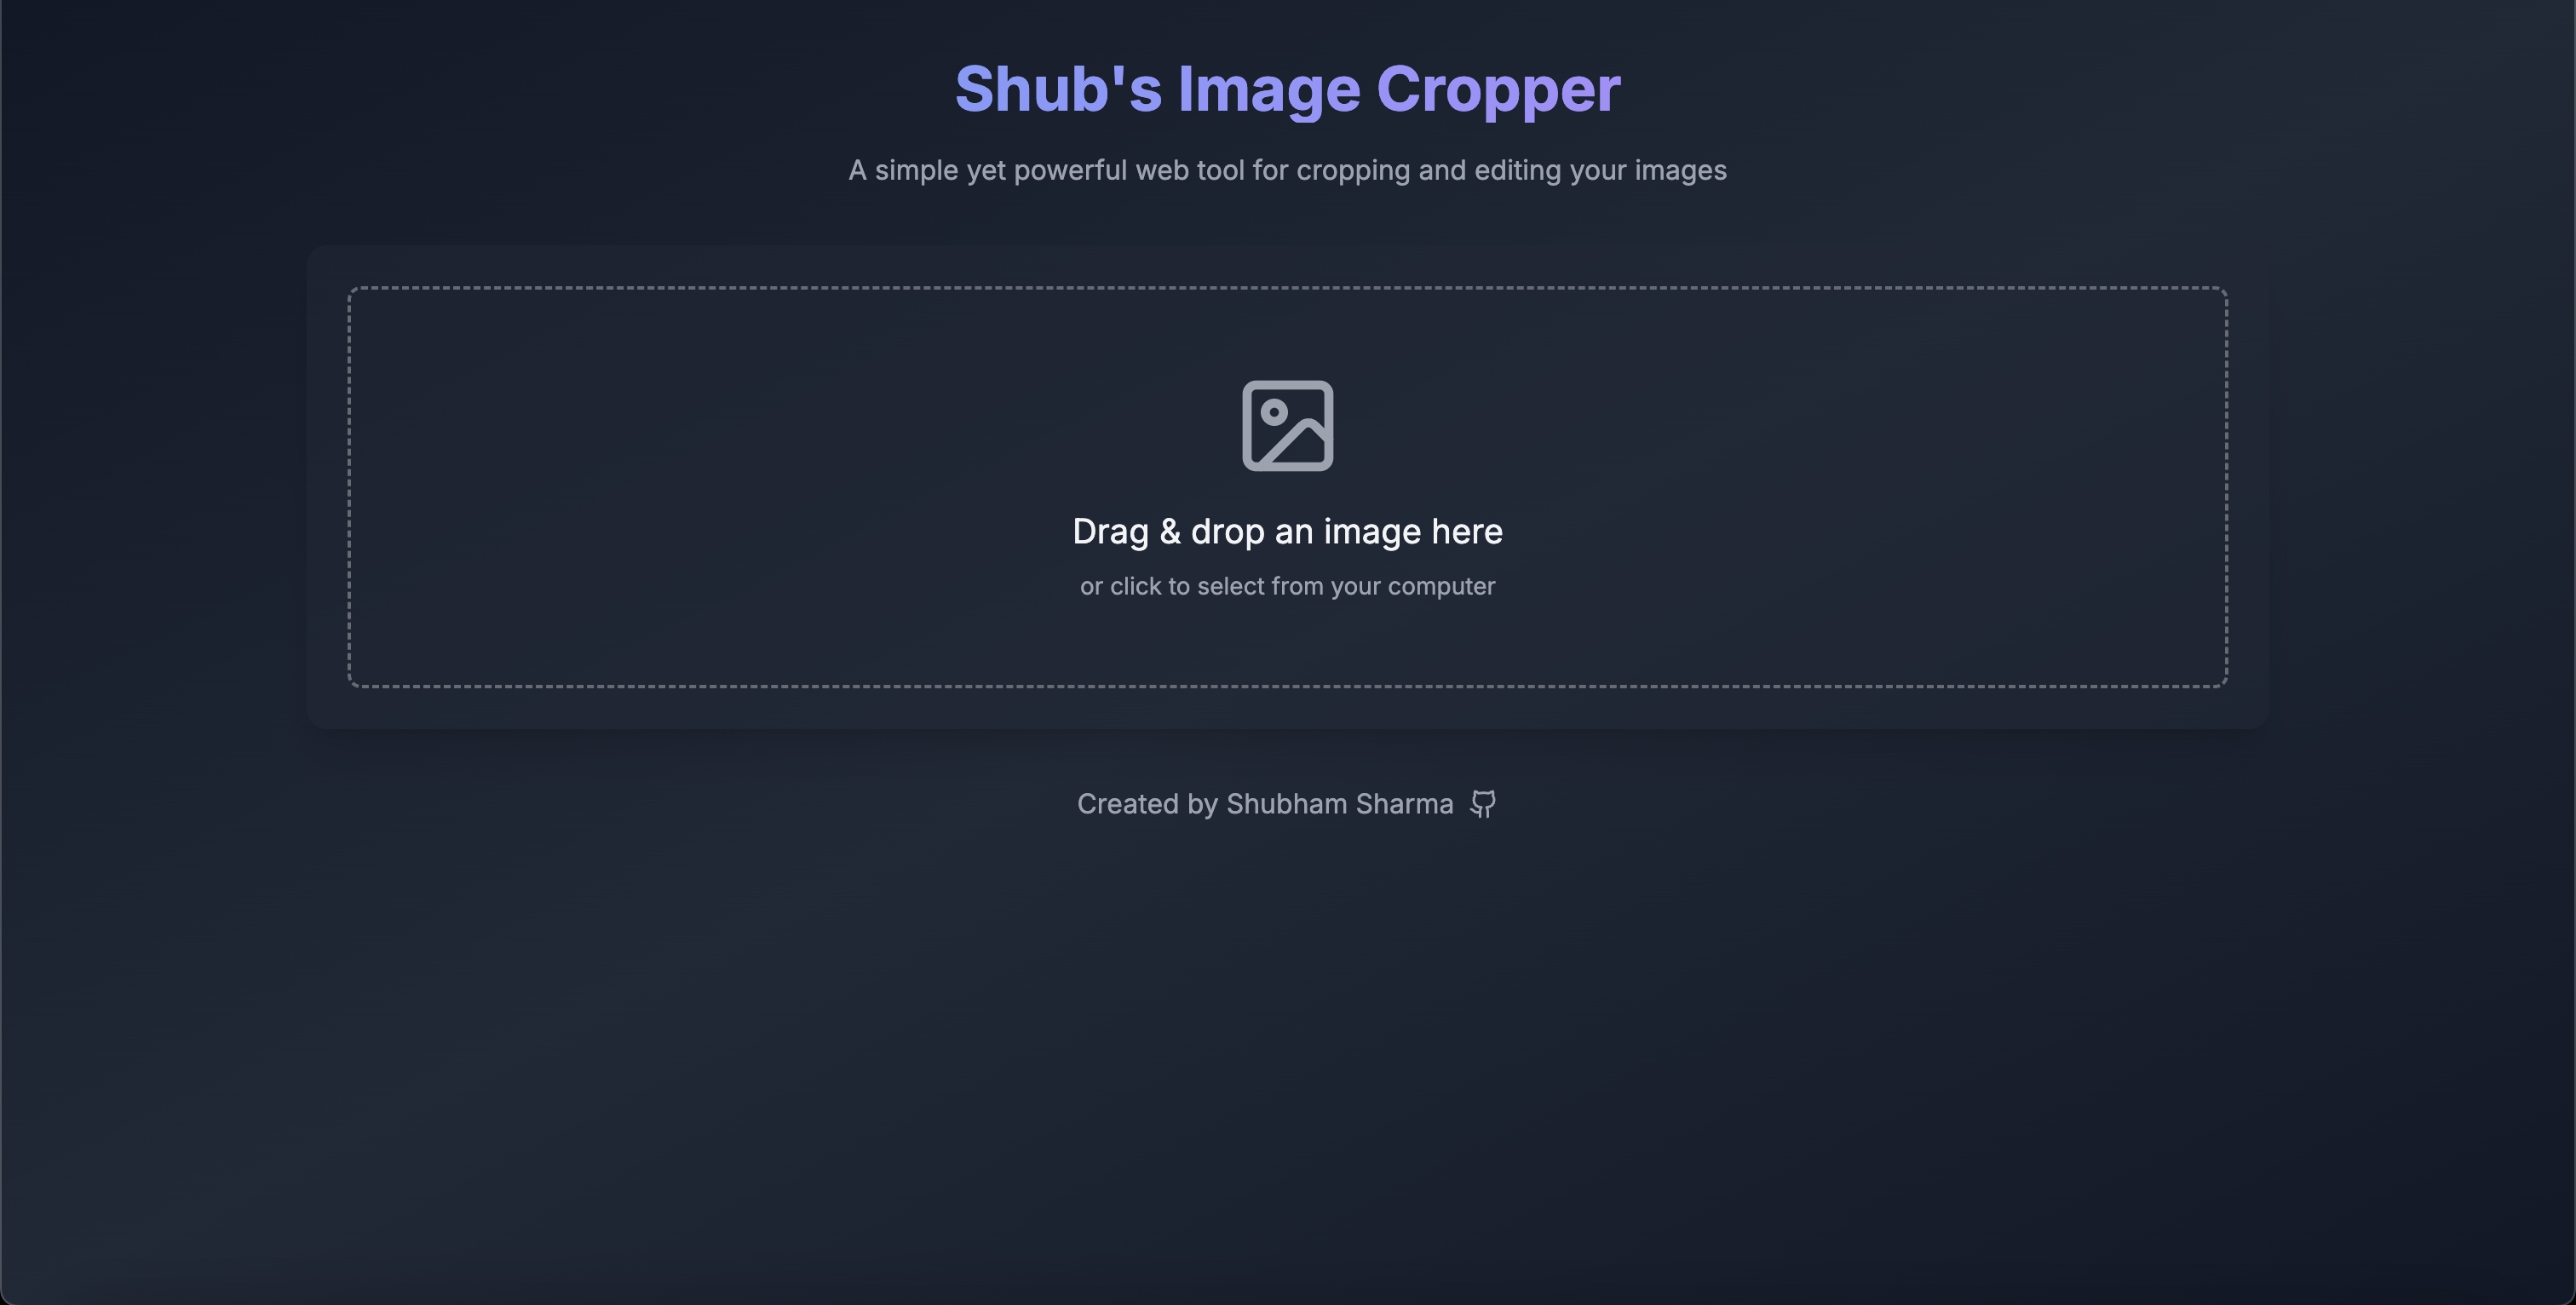 Shub's Image Cropper
A simple yet powerful web tool for cropping and editing your images
Drag & drop an image here
or click to select from your computer
Created by Shubham Sharma